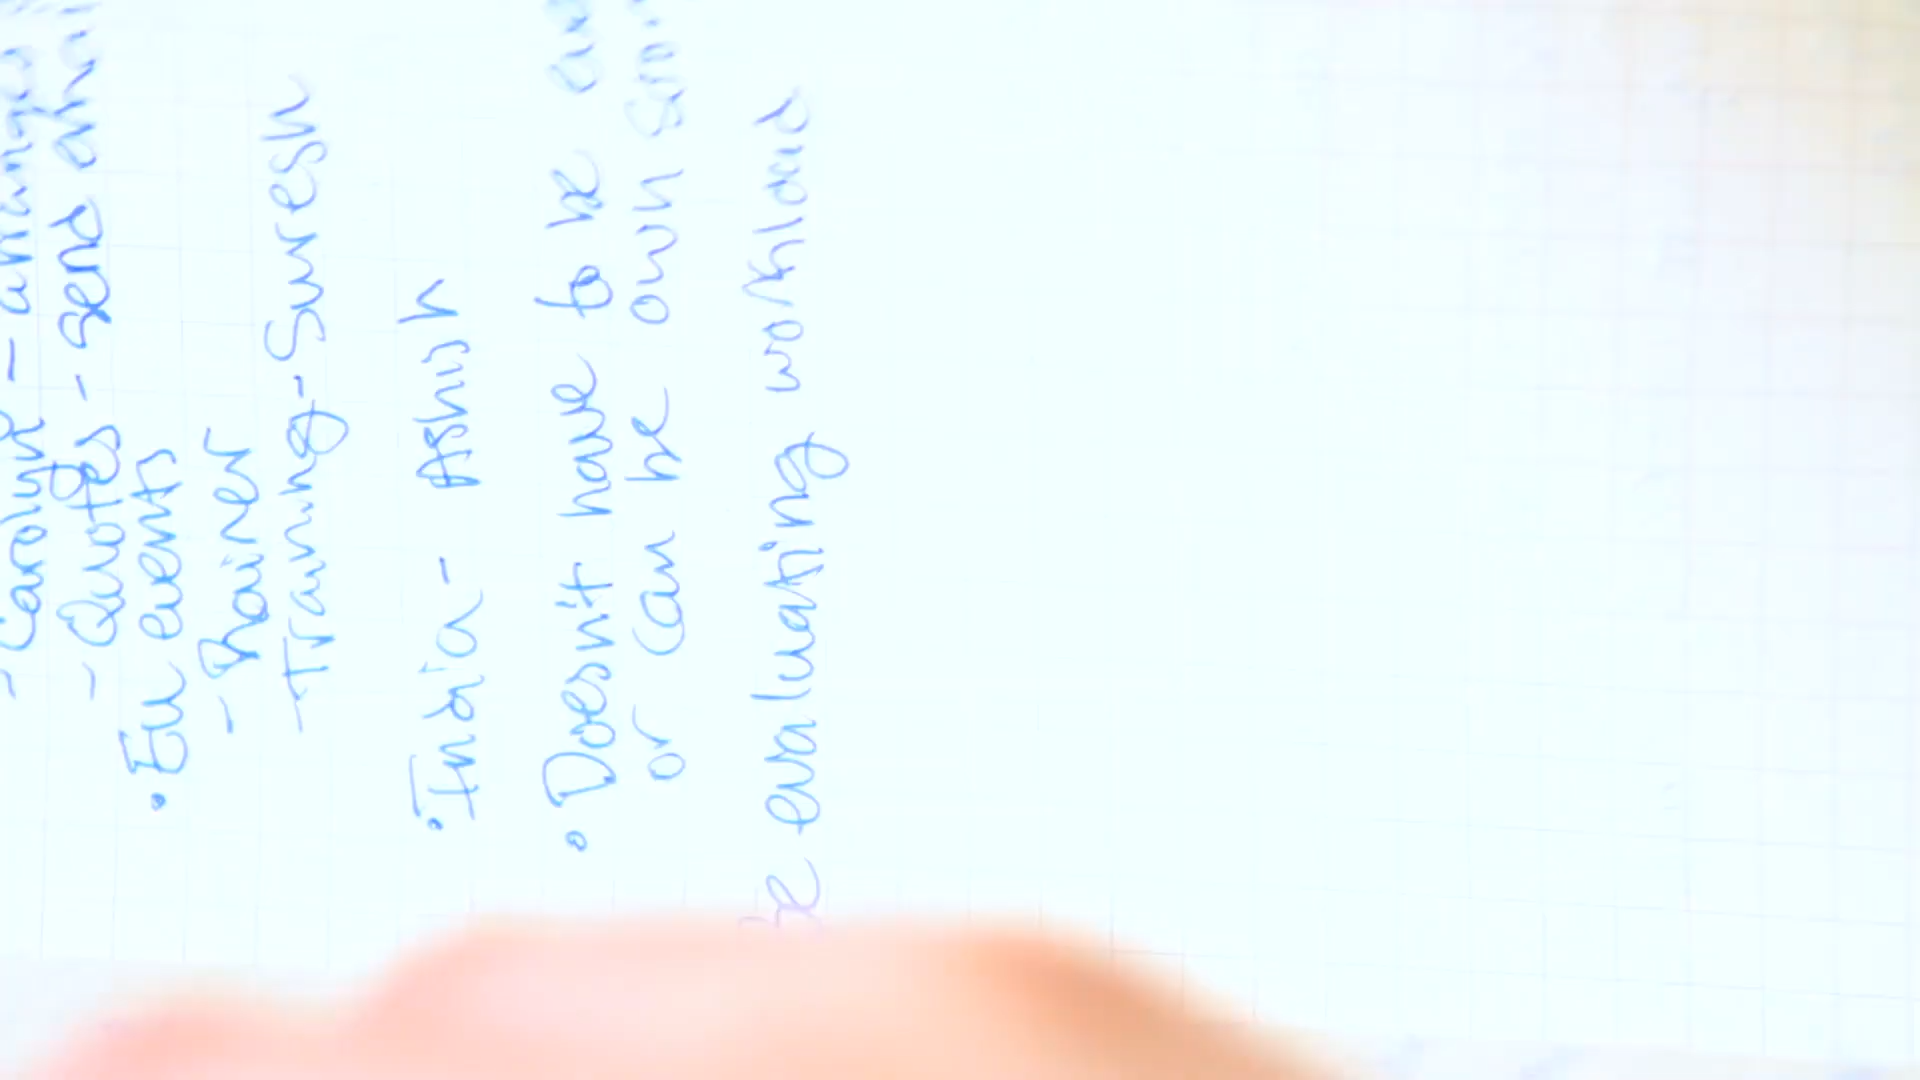 - Carolyn -
- Quotes - send
• EU events
- Rainer
- Training - Suresh
• India - Ashish
• Doesn't have to be
or can be own
evaluating workload